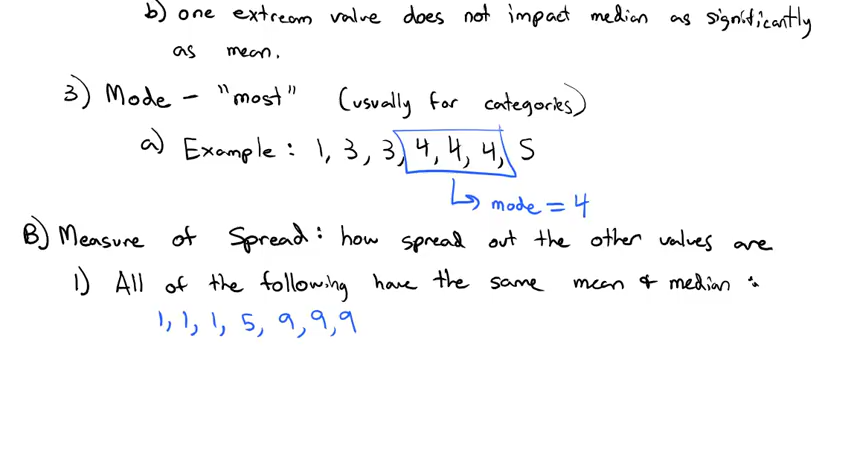 b) one extream value does not impact median as significantly
as mean.
3) Mode - "most" (usually for categories)
a) Example: 1, 3, 3, 4, 4, 4, 5
↳ mode = 4
B) Measure of Spread: how spread out the other values are
1) All of the following have the same mean & median:
1, 1, 1, 5, 9, 9, 9